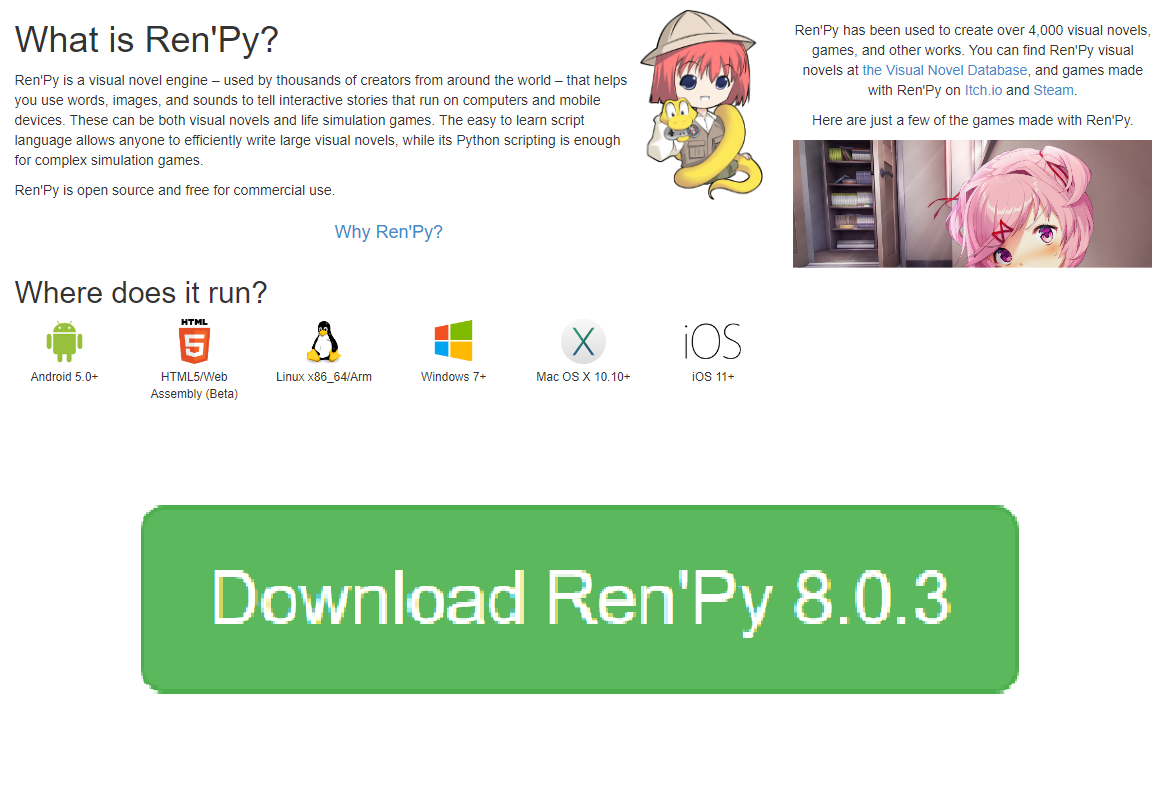 What is Ren'Py?
Ren'Py is a visual novel engine – used by thousands of creators from around the world – that helps
you use words, images, and sounds to tell interactive stories that run on computers and mobile
devices. These can be both visual novels and life simulation games. The easy to learn script
language allows anyone to efficiently write large visual novels, while its Python scripting is enough
for complex simulation games.
Ren'Py is open source and free for commercial use.
Why Ren'Py?
Ren'Py has been used to create over 4,000 visual novels,
games, and other works. You can find Ren'Py visual
novels at the Visual Novel Database, and games made
with Ren'Py on Itch.io and Steam.
Here are just a few of the games made with Ren'Py.
Where does it run?
HTML
5
X
iOS
Android 5.0+
HTML5/Web
Assembly (Beta)
Linux x86_64/Arm
Windows 7+
Mac OS X 10.10+
iOS 11+
Download Ren'Py 8.0.3